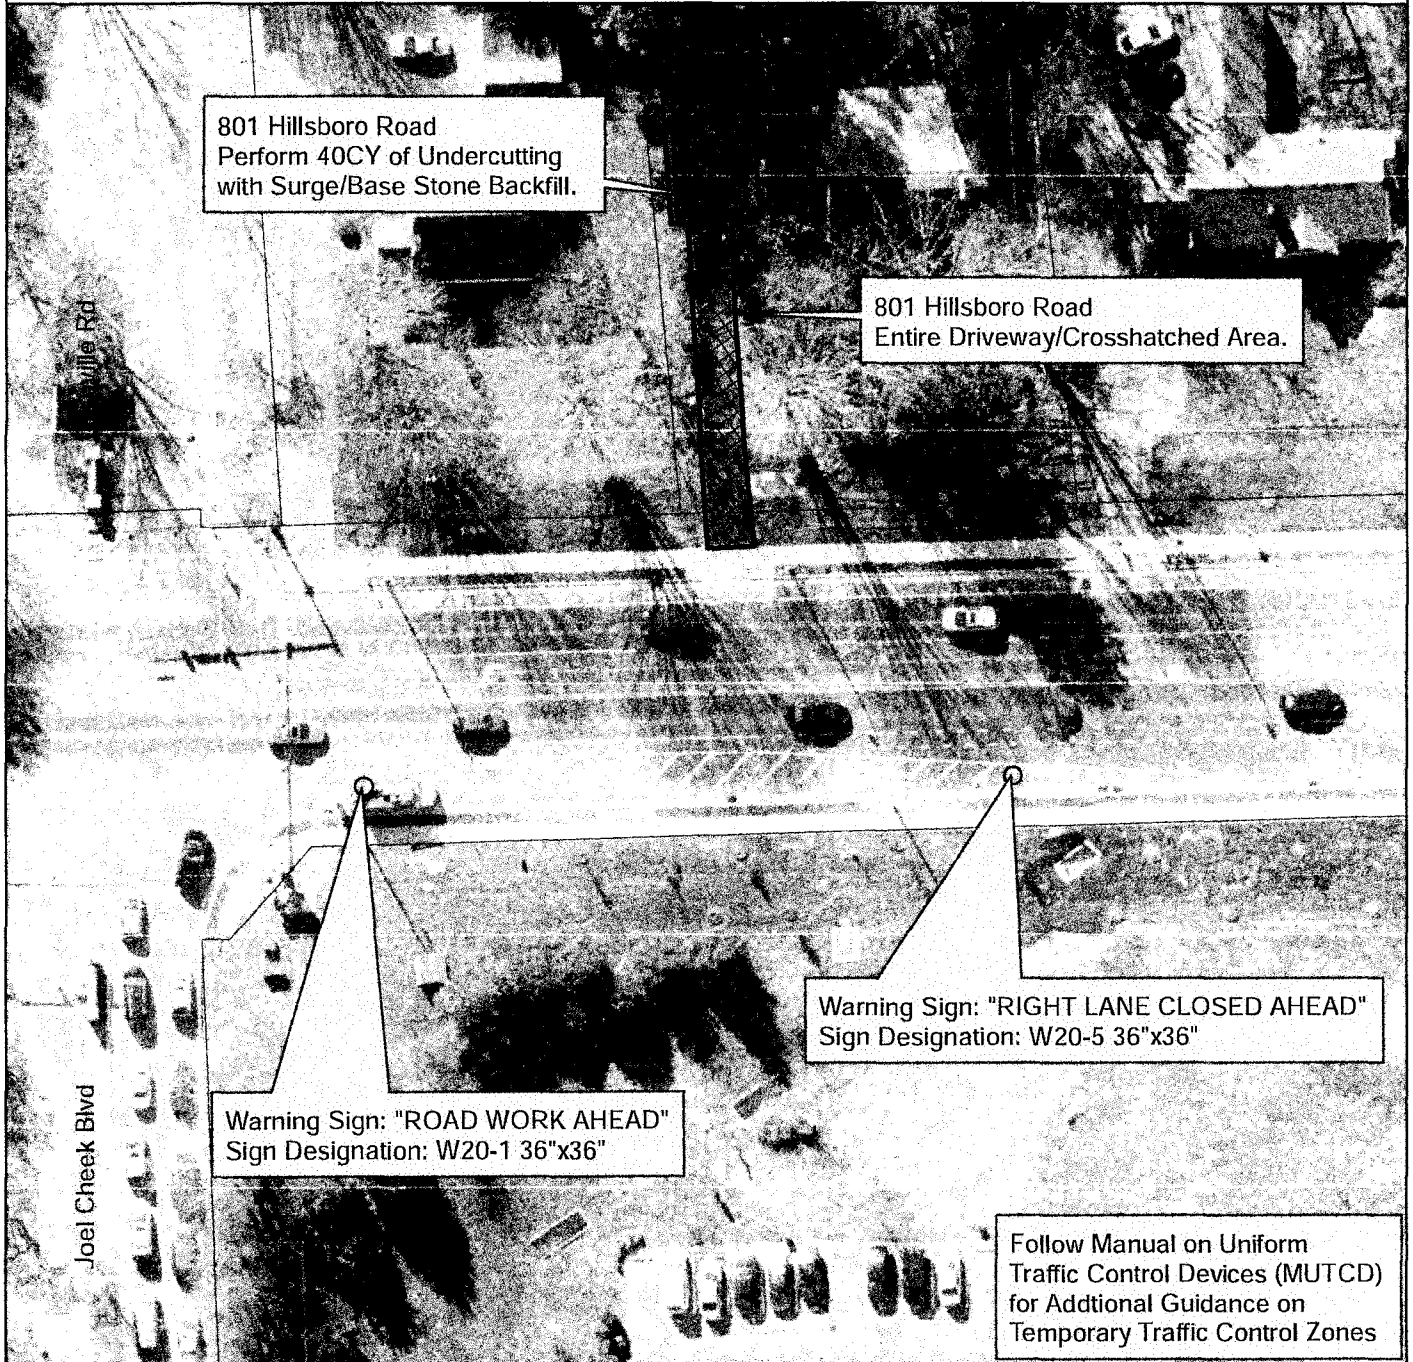 801 Hillsboro Road
Perform 40CY of Undercutting
with Surge/Base Stone Backfill.
801 Hillsboro Road
Entire Driveway/Crosshatched Area.
Rd
Warning Sign: "RIGHT LANE CLOSED AHEAD"
Sign Designation: W20-5 36"x36"
Warning Sign: "ROAD WORK AHEAD"
Sign Designation: W20-1 36"x36"
Joel Cheek Blvd
Follow Manual on Uniform
Traffic Control Devices (MUTCD)
for Addtional Guidance on
Temporary Traffic Control Zones